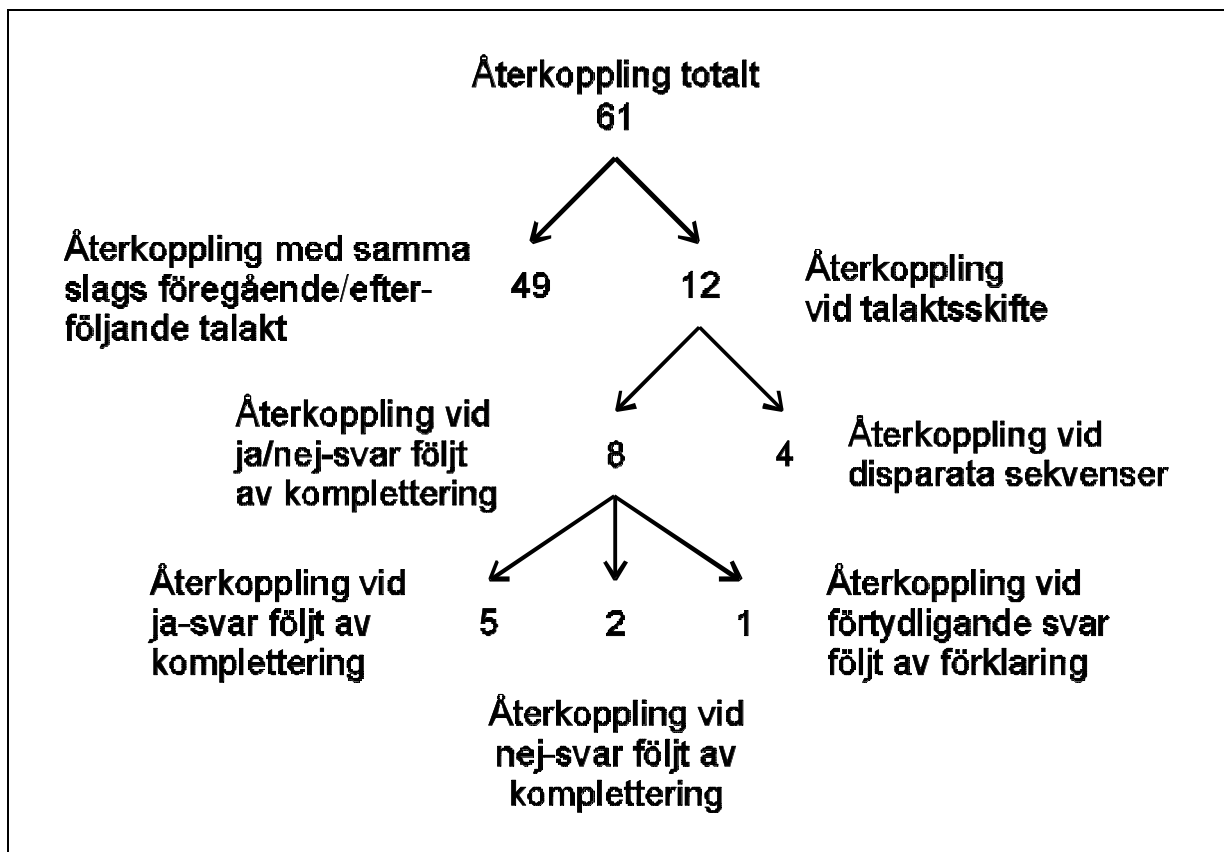 Återkoppling totalt
61
Återkoppling med samma
slags föregående/efter-
följande talakt
49
12
Återkoppling
vid talaktsskifte
Återkoppling vid
ja/nej-svar följt
av komplettering
8
4
Återkoppling vid
disparata sekvenser
Återkoppling vid
ja-svar följt av
komplettering
5
2
1
Återkoppling vid
förtydligande svar
följt av förklaring
Återkoppling vid
nej-svar följt av
komplettering